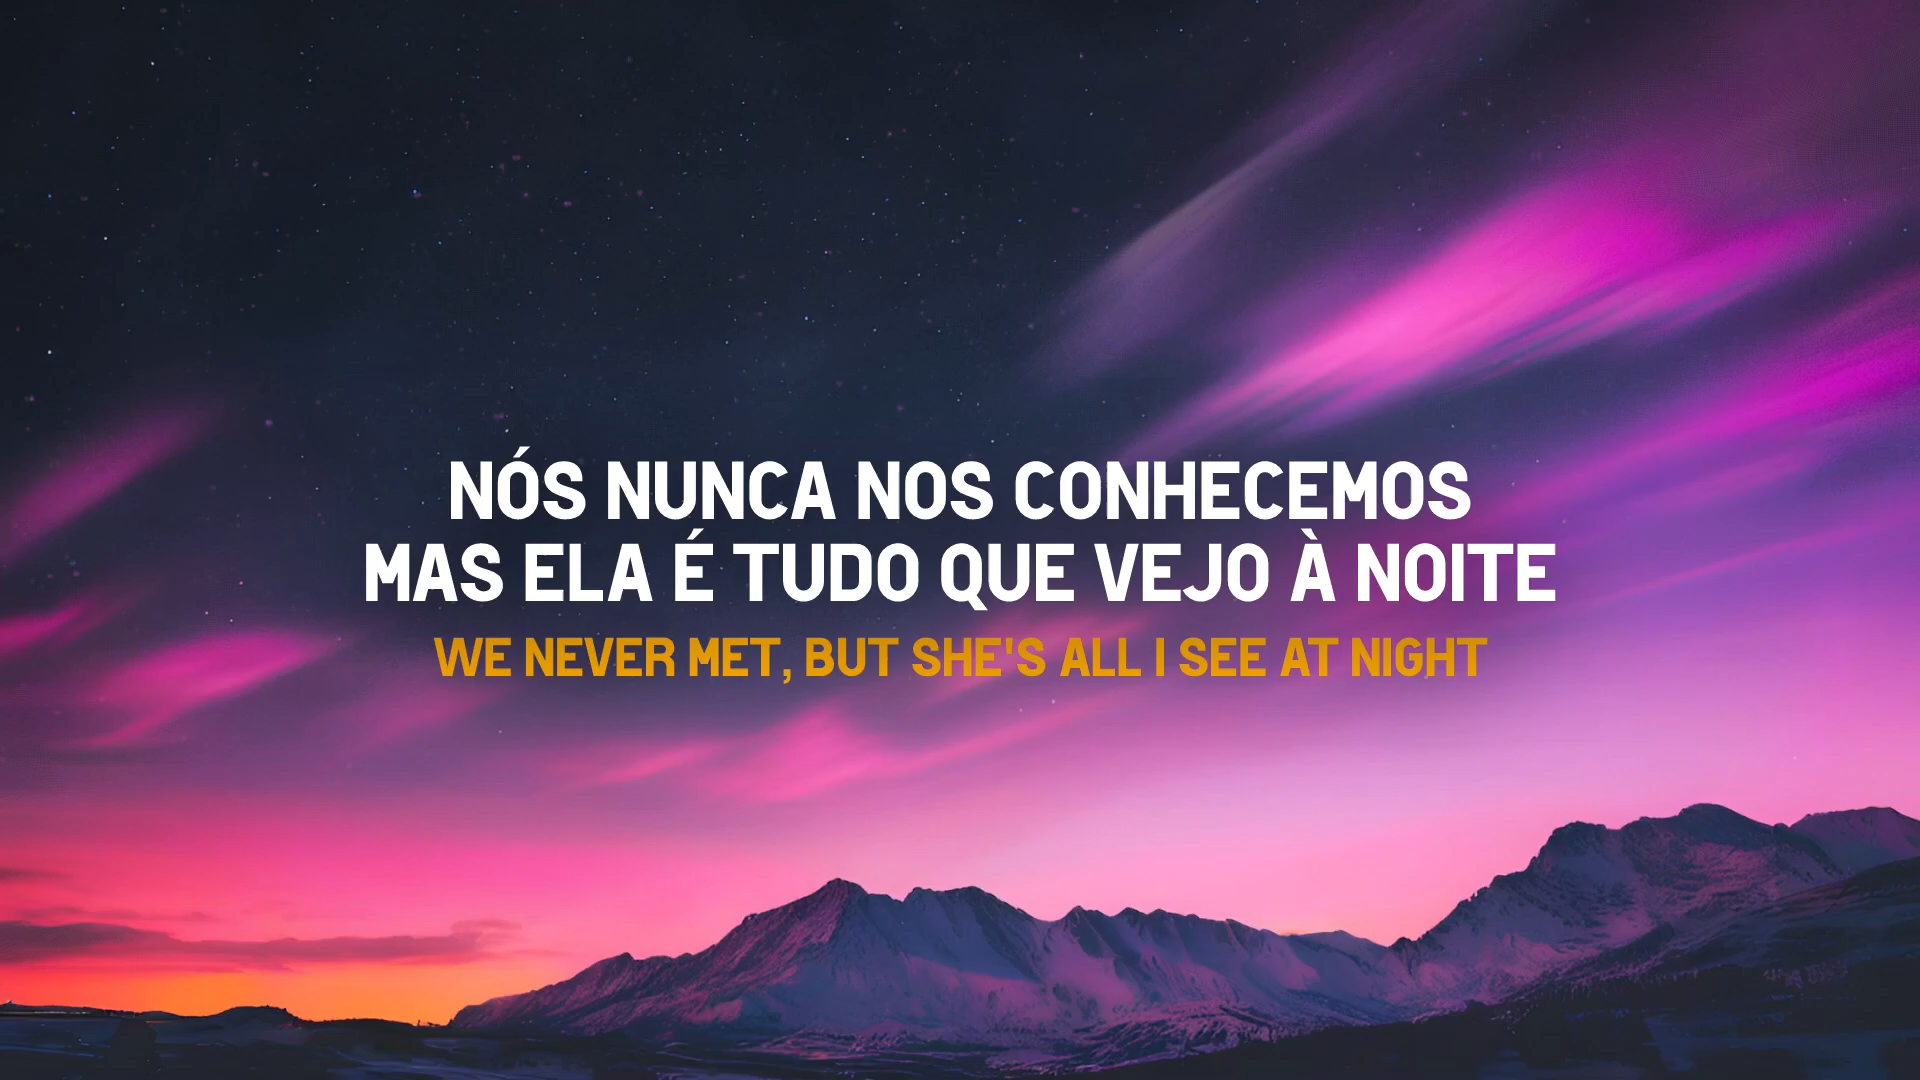 NÓS NUNCA NOS CONHECEMOS
MAS ELA É TUDO QUE VEJO À NOITE
WE NEVER MET, BUT SHE'S ALL I SEE AT NIGHT